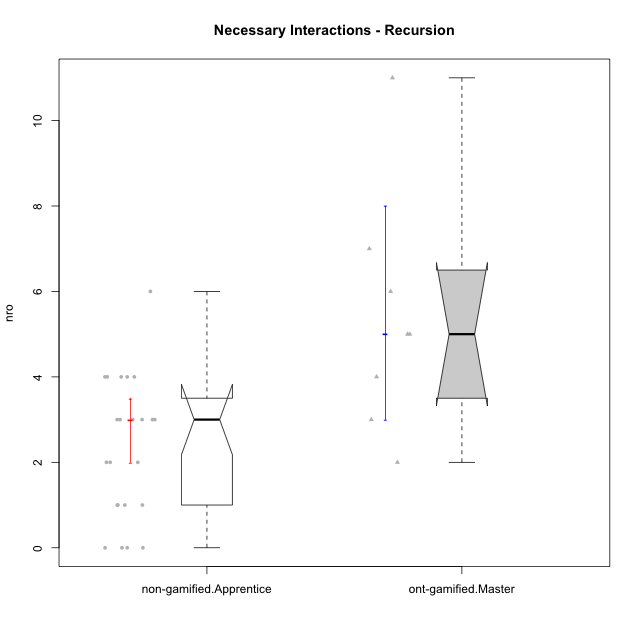 Necessary Interactions - Recursion
nro
10
8
6
4
2
0
non-gamified.Apprentice
ont-gamified.Master